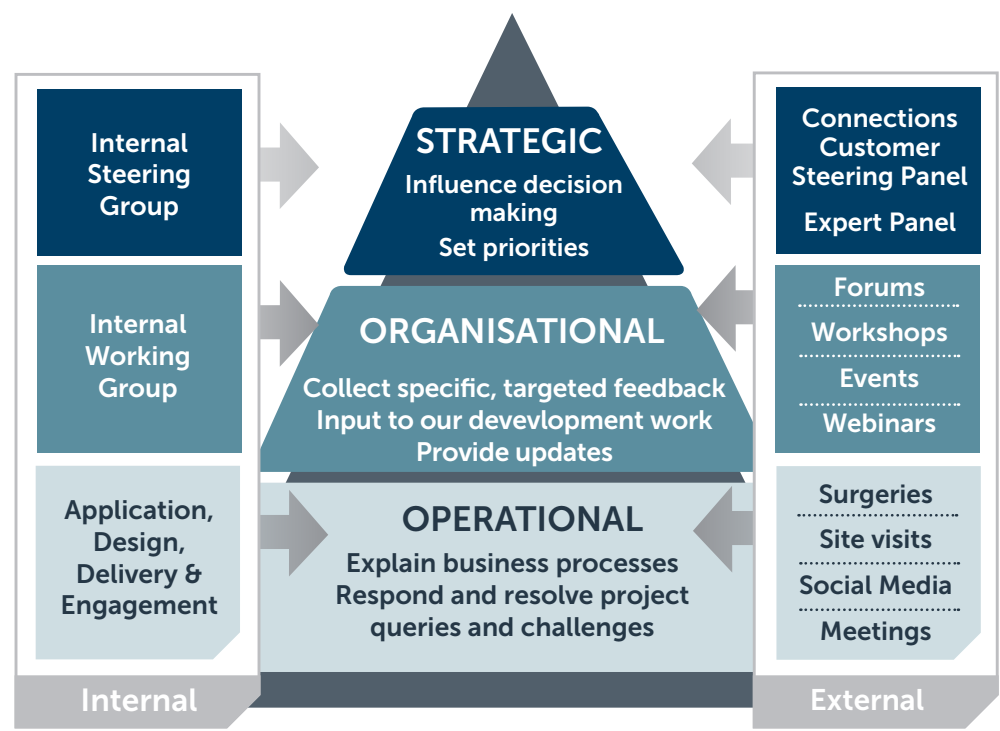 Internal
Steering
Group
STRATEGIC
Influence decision
making
Set priorities
Connections
Customer
Steering Panel
Expert Panel
Internal
Working
Group
ORGANISATIONAL
Collect specific, targeted feedback
Input to our devevlopment work
Provide updates
Forums
Workshops
Events
Webinars
Application,
Design,
Delivery &
Engagement
OPERATIONAL
Explain business processes
Respond and resolve project
queries and challenges
Surgeries
Site visits
Social Media
Meetings
Internal
External